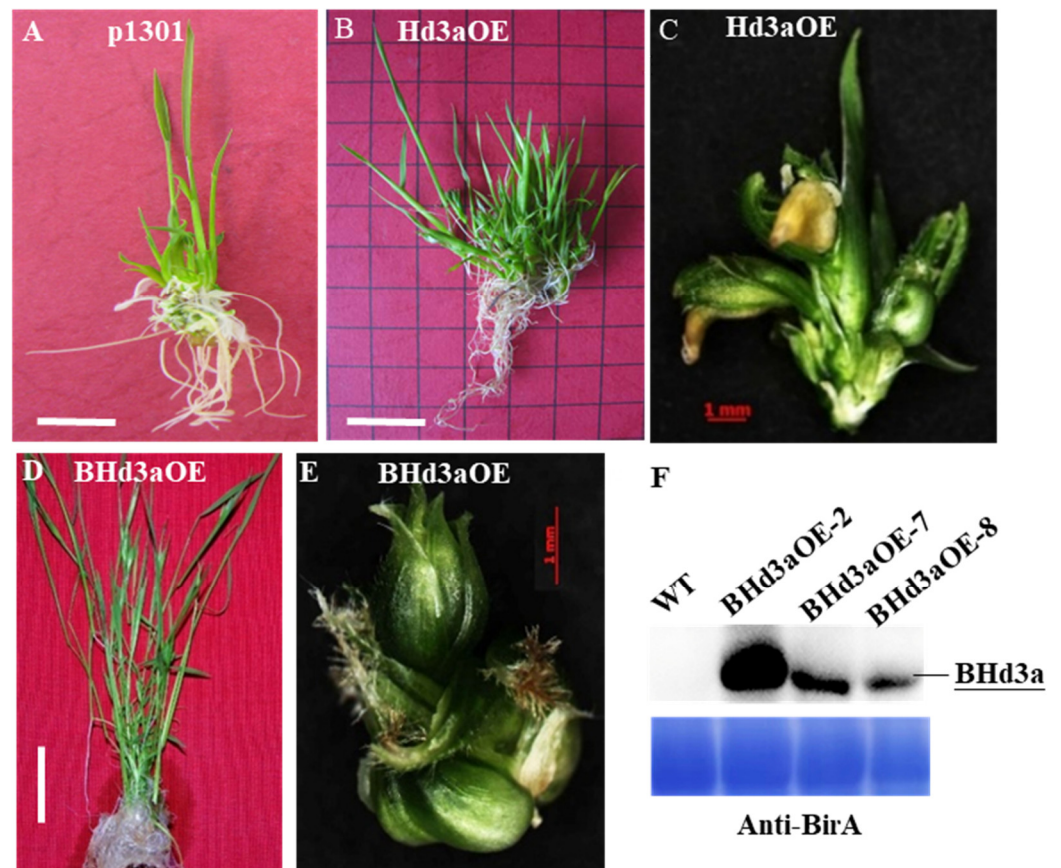 A p1301
B Hd3aOE
C Hd3aOE
1 mm
D BHd3aOE
E BHd3aOE
1 mm
F
WT
BHd3aOE-2
BHd3aOE-7
BHd3aOE-8
BHd3a
Anti-BirA